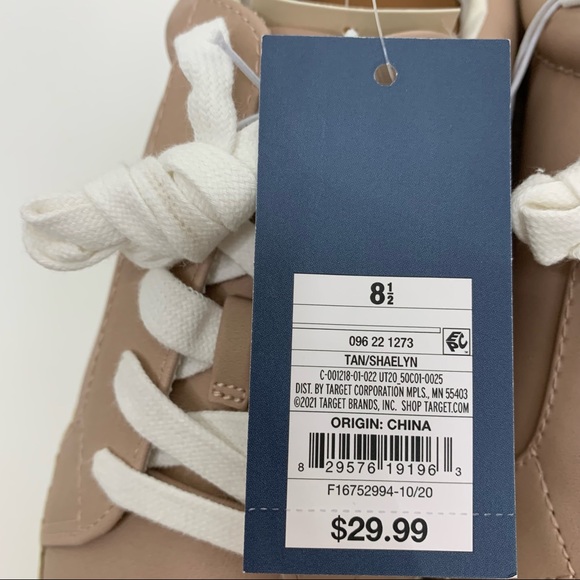 8½
096 22 1273
EPC
TAN/SHAELYN
C-001218-01-022 UT20_50C01-0025
DIST. BY TARGET CORPORATION MPLS., MN 55403
©2021 TARGET BRANDS, INC. SHOP TARGET.COM
ORIGIN: CHINA
8 29576 19196 3
F16752994-10/20
$29.99